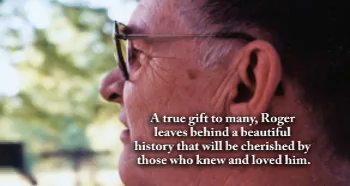 A true gift to many, Roger
leaves behind a beautiful
history that will be cherished by
those who knew and loved him.